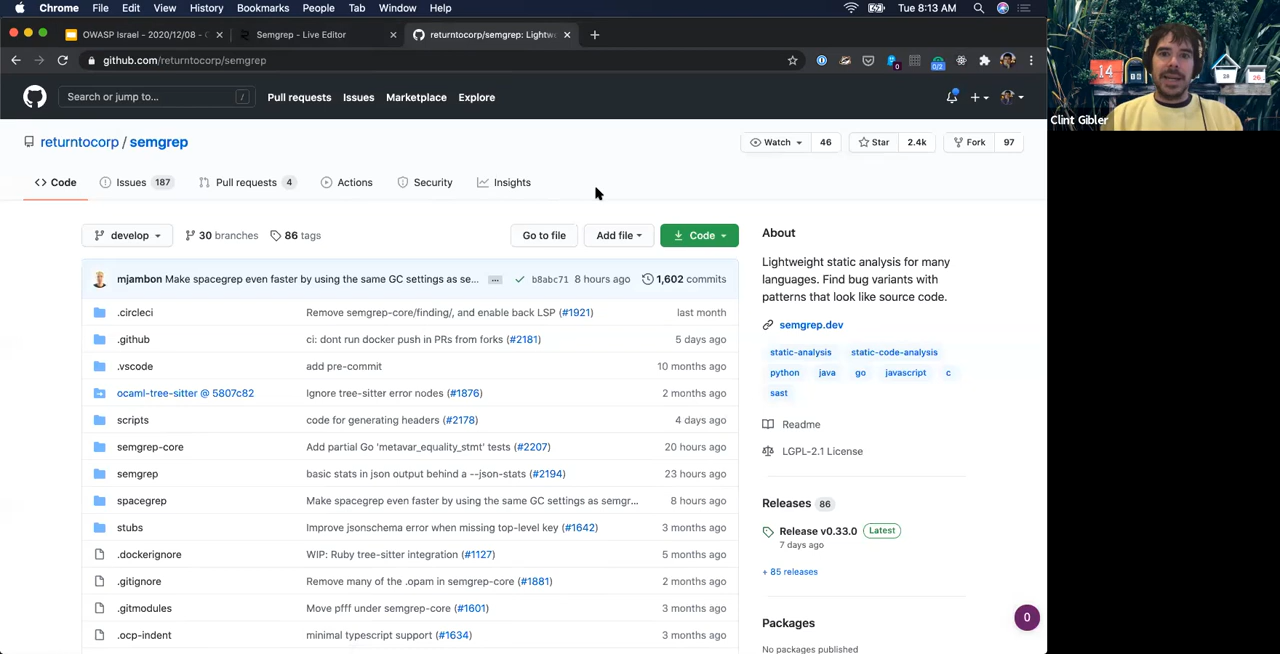 Chrome File Edit View History Bookmarks People Tab Window Help Tue 8:13 AM
OWASP Israel - 2020/12/08 - Semgrep - Live Editor returntocorp/semgrep: Lightw
github.com/returntocorp/semgrep
0 0/2
Search or jump to... / Pull requests Issues Marketplace Explore
returntocorp / semgrep Watch 46 Star 2.4k Fork 97
Code Issues 187 Pull requests 4 Actions Security Insights
develop 30 branches 86 tags Go to file Add file Code
mjambon Make spacegrep even faster by using the same GC settings as se... ... b8abc71 8 hours ago 1,602 commits
.circleci Remove semgrep-core/finding/, and enable back LSP (#1921) last month
.github ci: dont run docker push in PRs from forks (#2181) 5 days ago
.vscode add pre-commit 10 months ago
ocaml-tree-sitter @ 5807c82 Ignore tree-sitter error nodes (#1876) 2 months ago
scripts code for generating headers (#2178) 4 days ago
semgrep-core Add partial Go 'metavar_equality_stmt' tests (#2207) 20 hours ago
semgrep basic stats in json output behind a --json-stats (#2194) 23 hours ago
spacegrep Make spacegrep even faster by using the same GC settings as semgr... 8 hours ago
stubs Improve jsonschema error when missing top-level key (#1642) 3 months ago
.dockerignore WIP: Ruby tree-sitter integration (#1127) 5 months ago
.gitignore Remove many of the .opam in semgrep-core (#1881) 2 months ago
.gitmodules Move pfff under semgrep-core (#1601) 3 months ago
.ocp-indent minimal typescript support (#1634) 3 months ago
About
Lightweight static analysis for many
languages. Find bug variants with
patterns that look like source code.
semgrep.dev
static-analysis static-code-analysis
python java go javascript c
sast
Readme
LGPL-2.1 License
Releases 86
Release v0.33.0 Latest
7 days ago
+ 85 releases
Packages
No packages published
0
14
Clint Gibler